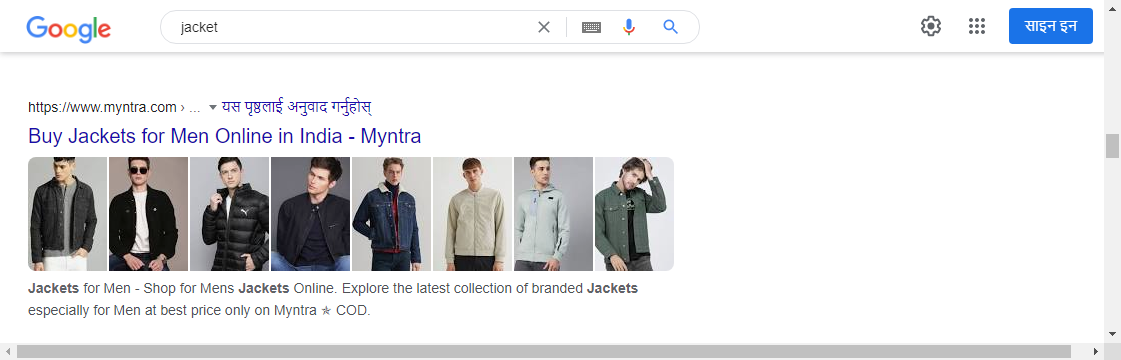 Google
jacket
साइन इन
https://www.myntra.com › ... यस पृष्ठलाई अनुवाद गर्नुहोस्
Buy Jackets for Men Online in India - Myntra
Jackets for Men - Shop for Mens Jackets Online. Explore the latest collection of branded Jackets
especially for Men at best price only on Myntra ✯ COD.